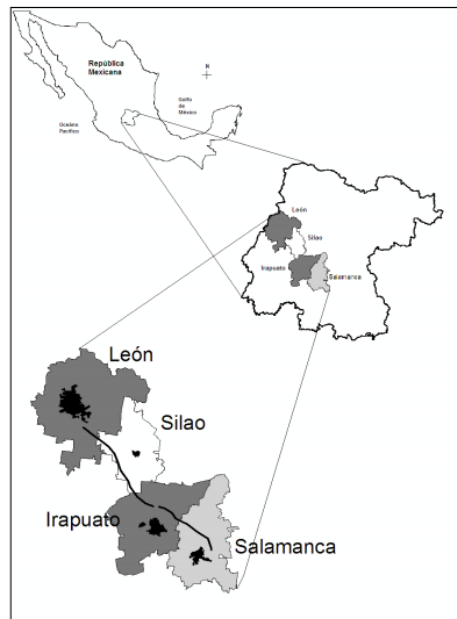 República
Mexicana
N
Golfo
de
México
Océano
Pacífico
León
Silao
Irapuato
Salamanca
León
Silao
Irapuato
Salamanca